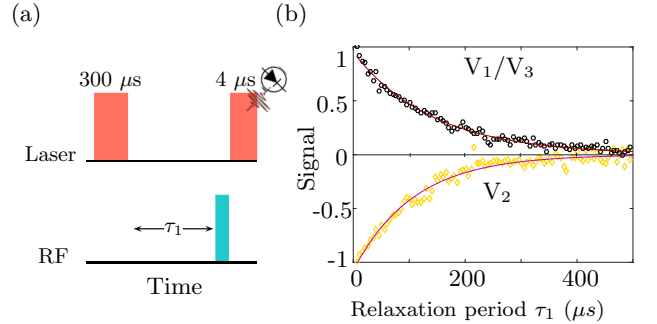 (a)
300 μs
4 μs
Laser
τ₁
RF
Time
(b)
1
0.5
0
-0.5
-1
Signal
V₁/V₃
V₂
0
200
400
Relaxation period τ₁ (μs)